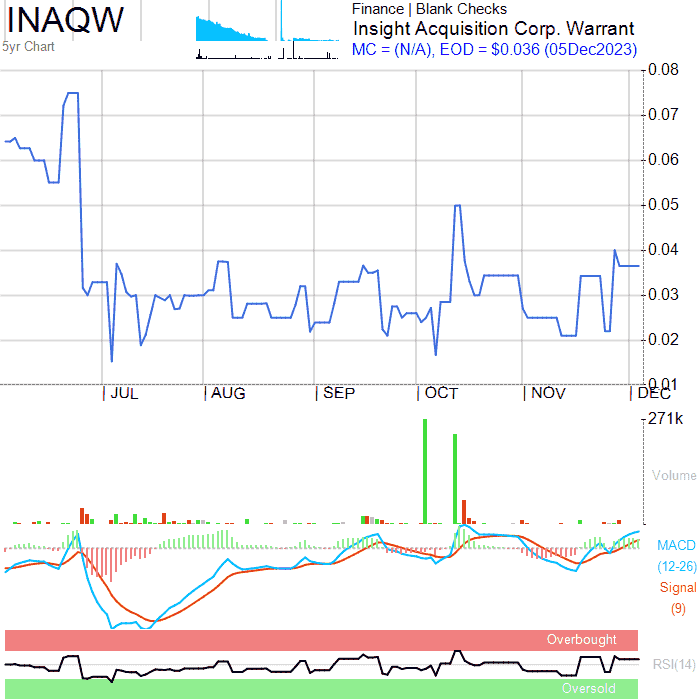 INAQW
5yr Chart
Finance | Blank Checks
Insight Acquisition Corp. Warrant
MC = (N/A), EOD = $0.036 (05Dec2023)
0.08
0.07
0.06
0.05
0.04
0.03
0.02
0.01
JUL
AUG
SEP
OCT
NOV
DEC
271k
Volume
MACD
(12-26)
Signal
(9)
Overbought
RSI(14)
Oversold